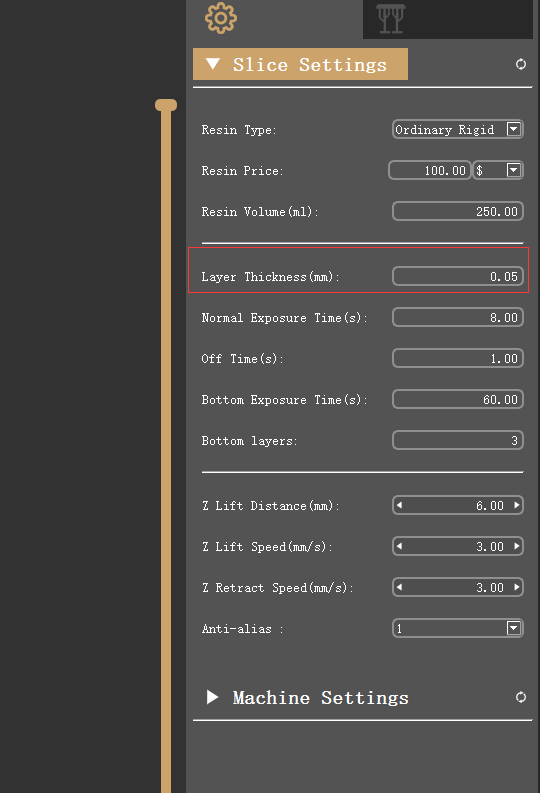 Slice Settings
Resin Type: Ordinary Rigid
Resin Price: 100.00 $
Resin Volume(ml): 250.00
Layer Thickness(mm): 0.05
Normal Exposure Time(s): 8.00
Off Time(s): 1.00
Bottom Exposure Time(s): 60.00
Bottom layers: 3
Z Lift Distance(mm): 6.00
Z Lift Speed(mm/s): 3.00
Z Retract Speed(mm/s): 3.00
Anti-alias : 1
Machine Settings